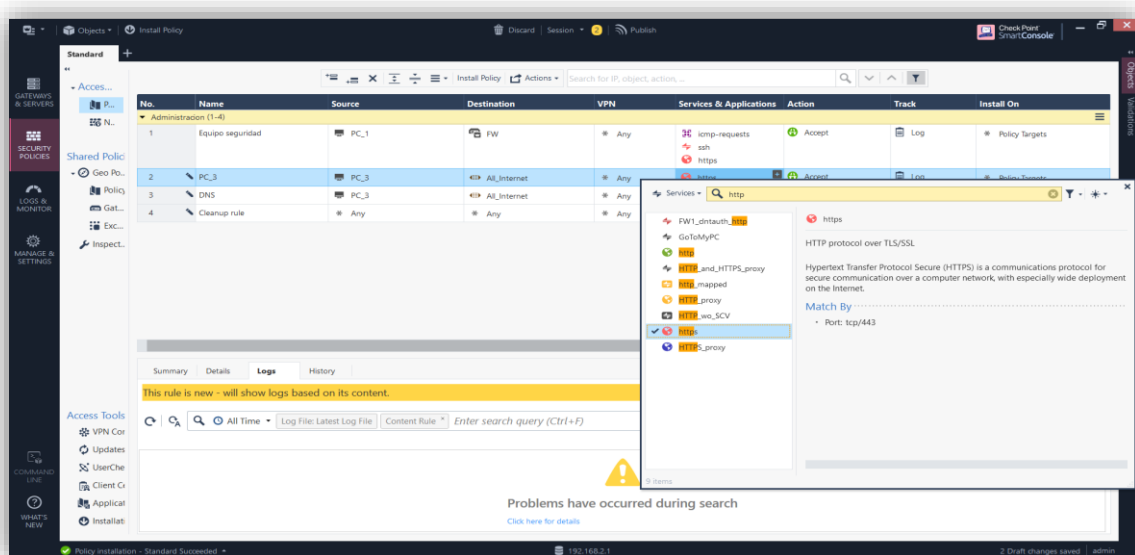 Objects
Install Policy
Discard
Session
2
Publish
Check Point
SmartConsole
Standard
GATEWAYS
& SERVERS
SECURITY
POLICIES
LOGS &
MONITOR
MANAGE &
SETTINGS
COMMAND
LINE
WHAT'S
NEW
Acces...
P...
N...
Shared Polici
Geo Po...
Policy
Gat...
Exc...
Inspect...
Access Tools
VPN Cor
Updates
UserChe
Client C
Applicat
Installati
Install Policy
Actions
Search for IP, object, action, ...
No. Name Source Destination VPN Services & Applications Action Track Install On
Administracion (1-4)
1 Equipo seguridad PC_1 FW Any icmp-requests Accept Log Policy Targets
ssh
https
2 PC_3 PC_3 All_Internet Any https Accept Log Policy Targets
3 DNS PC_3 All_Internet Any
4 Cleanup rule Any Any Any
Services
http
FW1_clntauth_http
GoToMyPC
http
HTTP_and_HTTPS_proxy
http_mapped
HTTP_proxy
HTTP_wo_SCV
https
HTTPS_proxy
9 items
https
HTTP protocol over TLS/SSL
Hypertext Transfer Protocol Secure (HTTPS) is a communications protocol for
secure communication over a computer network, with especially wide deployment
on the Internet.
Match By
Port: tcp/443
Summary Details Logs History
This rule is new - will show logs based on its content.
All Time Log File: Latest Log File Content Rule Enter search query (Ctrl+F)
Problems have occurred during search
Click here for details
Objects
Validations
Policy installation - Standard Succeeded
192.168.2.1
2 Draft changes saved
admin